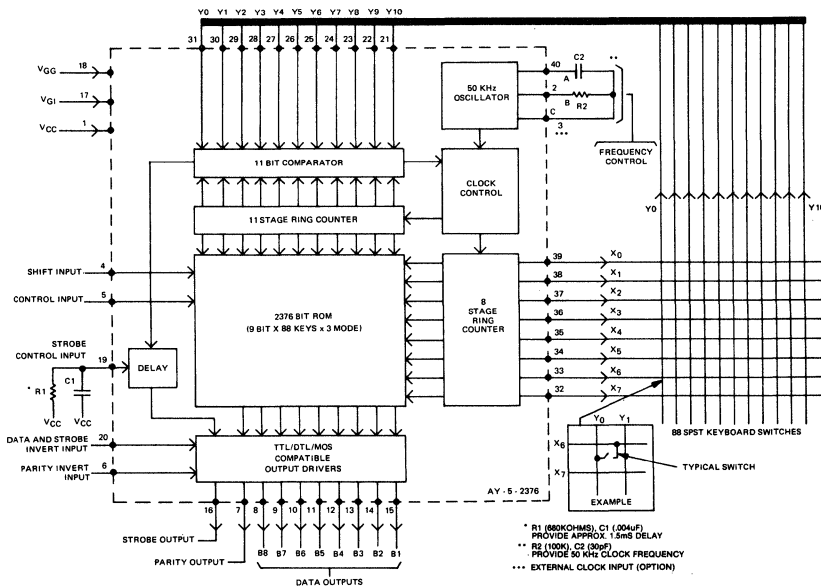 Y0 Y1 Y2 Y3 Y4 Y5 Y6 Y7 Y8 Y9 Y10
31 30 29 28 27 26 25 24 23 22 21
VGG 18
VGI 17
VCC 1
50 KHz
OSCILLATOR
40
A
C2
**
2
B R2
C
3
***
FREQUENCY
CONTROL
11 BIT COMPARATOR
CLOCK
CONTROL
11 STAGE RING COUNTER
Y0
Y10
SHIFT INPUT 4
CONTROL INPUT 5
2376 BIT ROM
(9 BIT X 88 KEYS x 3 MODE)
8
STAGE
RING
COUNTER
39 X0
38 X1
37 X2
36 X3
35 X4
34 X5
33 X6
32 X7
STROBE
CONTROL INPUT 19
DELAY
* R1 C1
VCC VCC
DATA AND STROBE
INVERT INPUT 20
PARITY INVERT
INPUT 6
TTL/DTL/MOS
COMPATIBLE
OUTPUT DRIVERS
AY-5-2376
Y0 Y1
X6
X7
EXAMPLE
88 SPST KEYBOARD SWITCHES
TYPICAL SWITCH
16 7 8 9 10 11 12 13 14 15
STROBE OUTPUT
PARITY OUTPUT
B8 B7 B6 B5 B4 B3 B2 B1
DATA OUTPUTS
* R1 (680KOHMS), C1 (.004uF)
PROVIDE APPROX. 1.5mS DELAY
** R2 (100K), C2 (30pF)
PROVIDE 50 KHz CLOCK FREQUENCY
*** EXTERNAL CLOCK INPUT (OPTION)